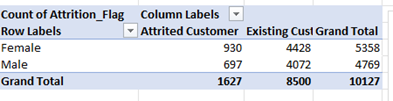 Count of Attrition_Flag Column Labels
Row Labels Attrited Customer Existing Cust Grand Total
Female 930 4428 5358
Male 697 4072 4769
Grand Total 1627 8500 10127